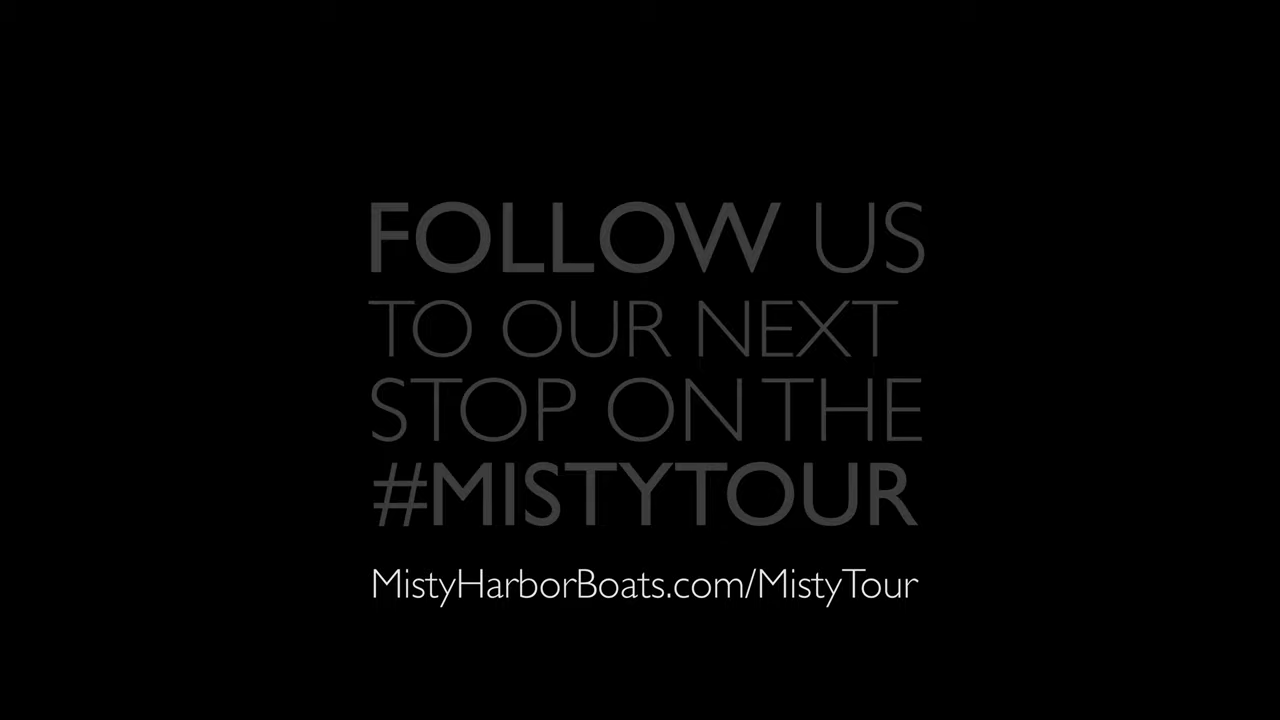 FOLLOW US
TO OUR NEXT
STOP ON THE
#MISTYTOUR
MistyHarborBoats.com/MistyTour